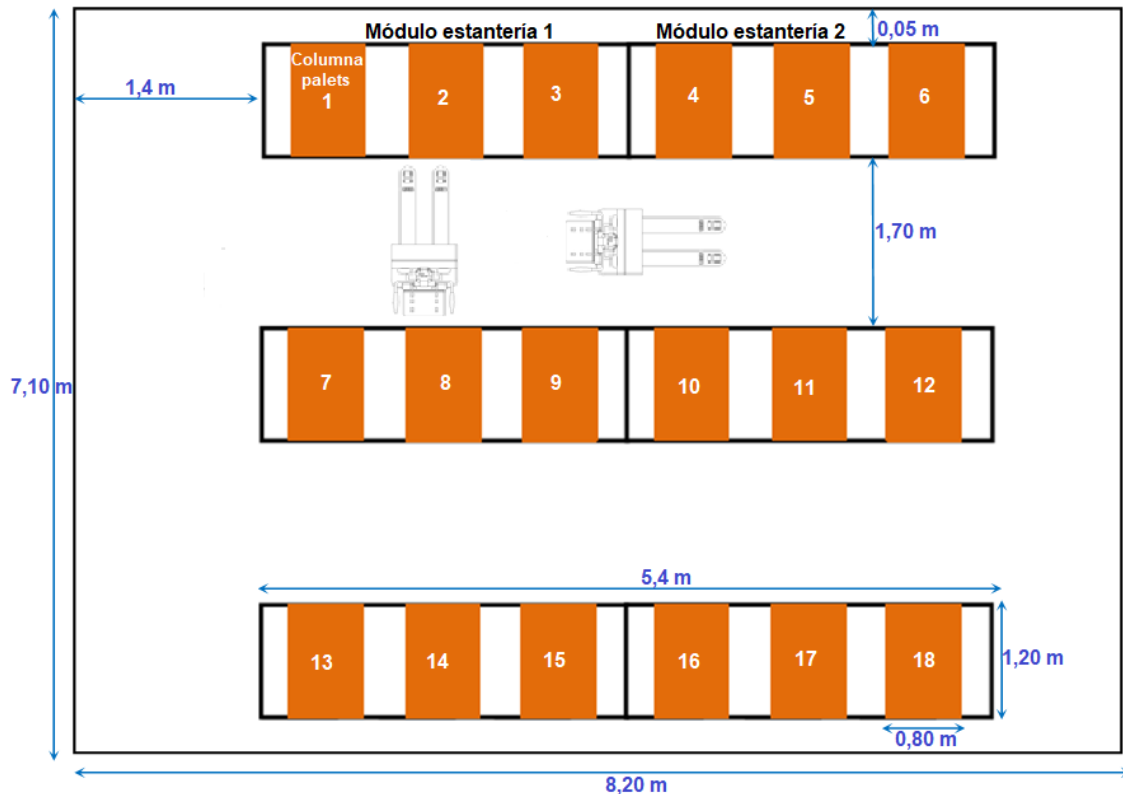 Módulo estantería 1
Módulo estantería 2
0,05 m
1,4 m
Columna
palets
1
2
3
4
5
6
1,70 m
7,10 m
7
8
9
10
11
12
5,4 m
13
14
15
16
17
18
1,20 m
0,80 m
8,20 m